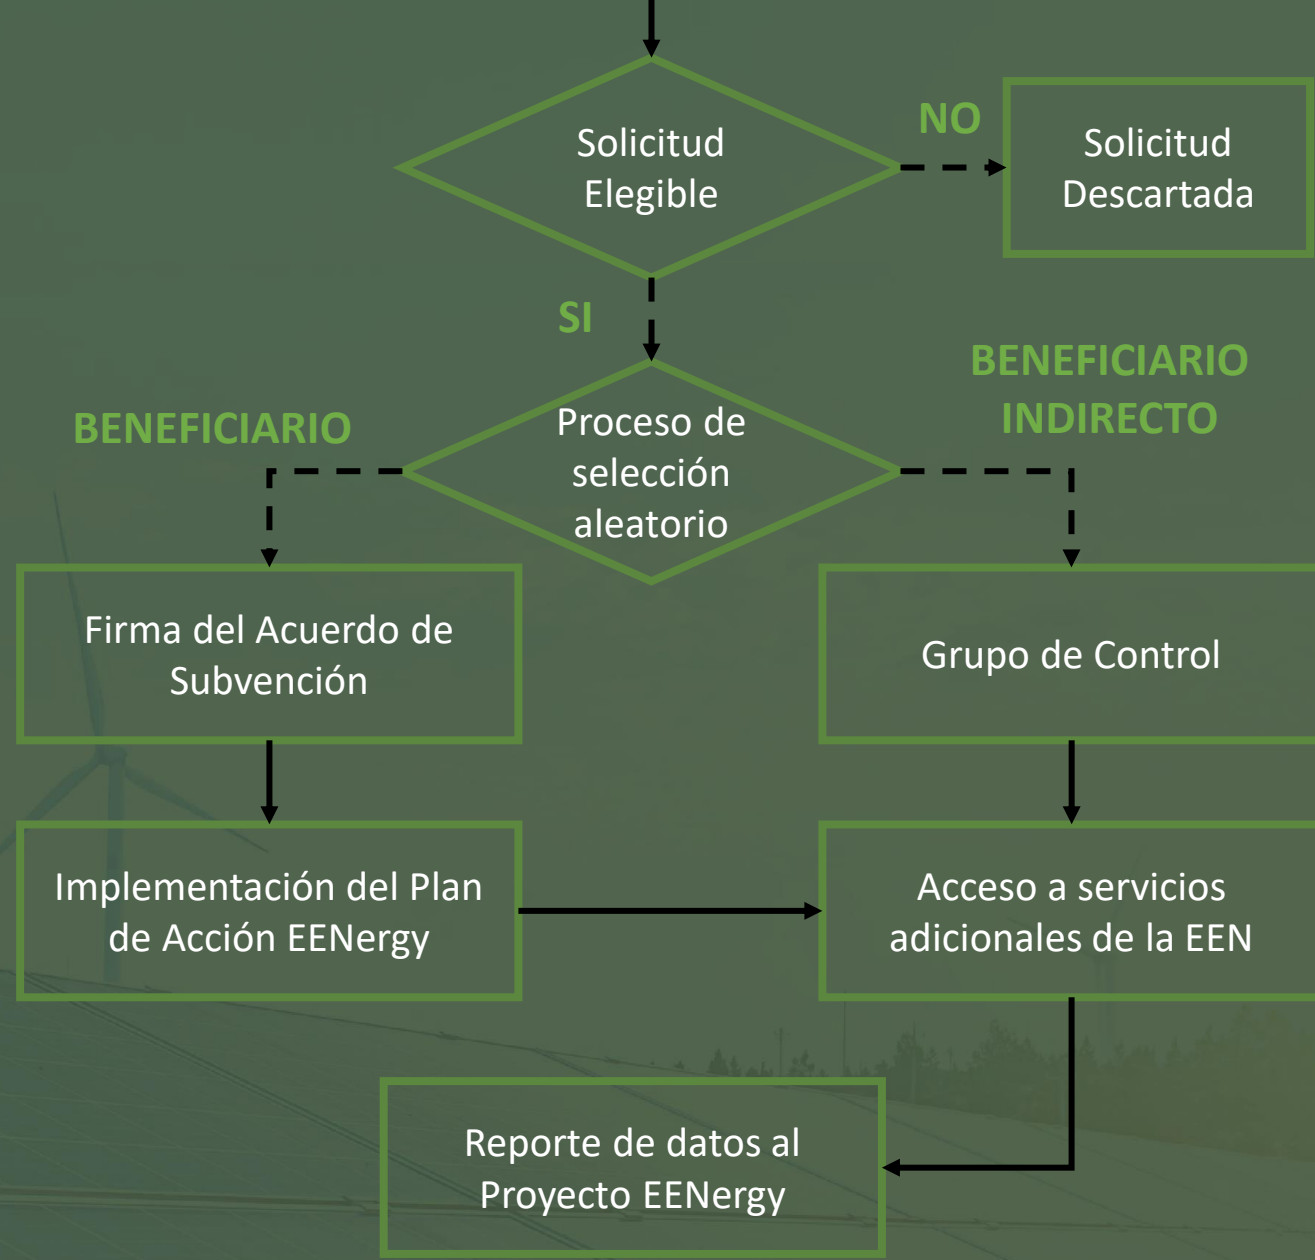 Solicitud
Elegible
NO
Solicitud
Descartada
SI
BENEFICIARIO
Proceso de
selección
aleatorio
BENEFICIARIO
INDIRECTO
Firma del Acuerdo de
Subvención
Grupo de Control
Implementación del Plan
de Acción EENergy
Acceso a servicios
adicionales de la EEN
Reporte de datos al
Proyecto EENergy